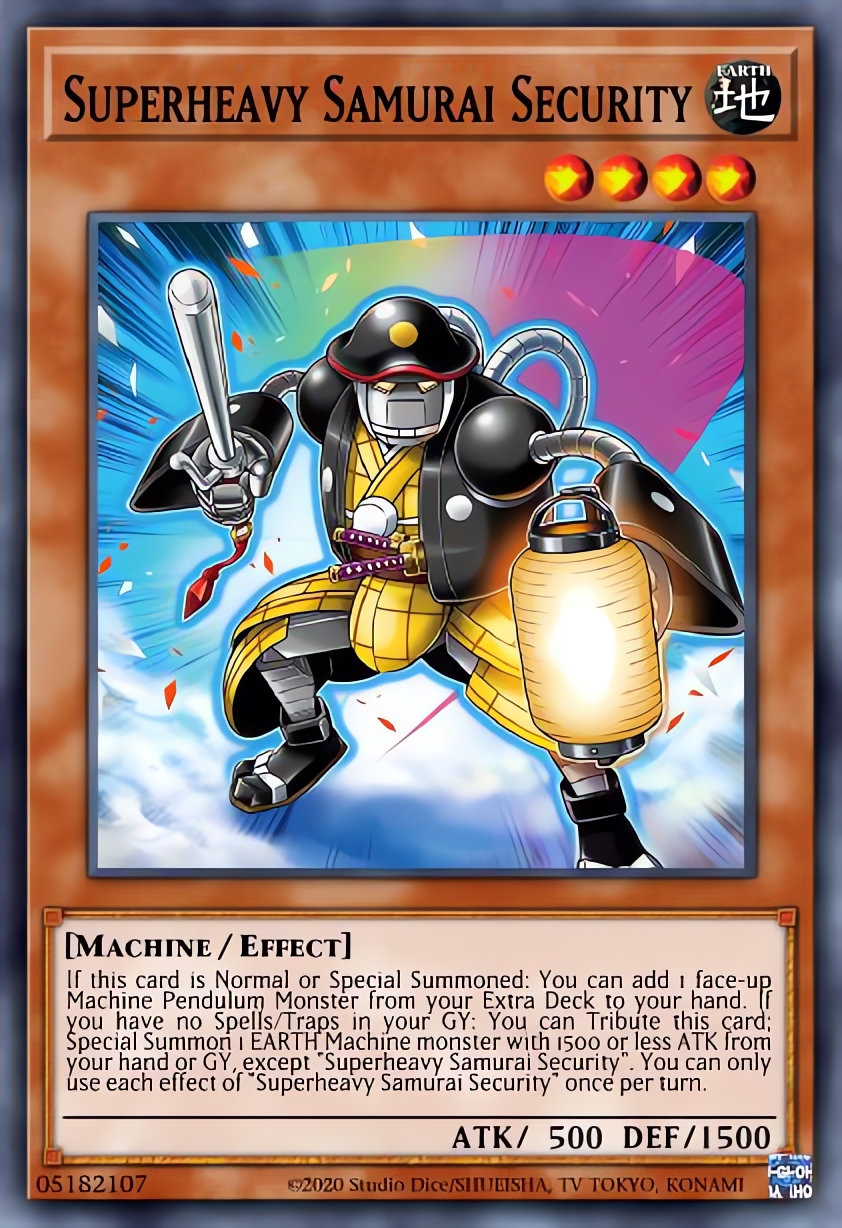 SUPERHEAVY SAMURAI SECURITY
EARTH
地
[MACHINE / EFFECT]
If this card is Normal or Special Summoned: You can add 1 face-up
Machine Pendulum Monster from your Extra Deck to your hand. If
you have no Spells/Traps in your GY: You can Tribute this card;
Special Summon 1 EARTH Machine monster with 1500 or less ATK from
your hand or GY, except "Superheavy Samurai Security". You can only
use each effect of "Superheavy Samurai Security" once per turn.
ATK/ 500 DEF/1500
05182107 ©2020 Studio Dice/SHUEISHA, TV TOKYO, KONAMI